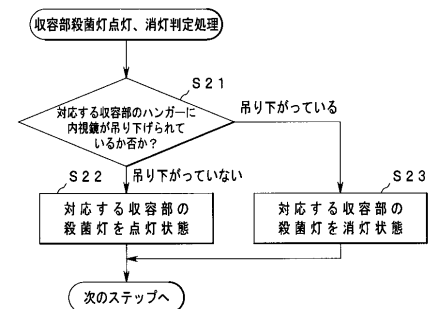 収容部殺菌灯点灯、消灯判定処理
S21
対応する収容部のハンガーに
内視鏡が吊り下げられて
いるか否か？
吊り下がっている
S22
吊り下がっていない
S23
対応する収容部の
殺菌灯を点灯状態
対応する収容部の
殺菌灯を消灯状態
次のステップへ